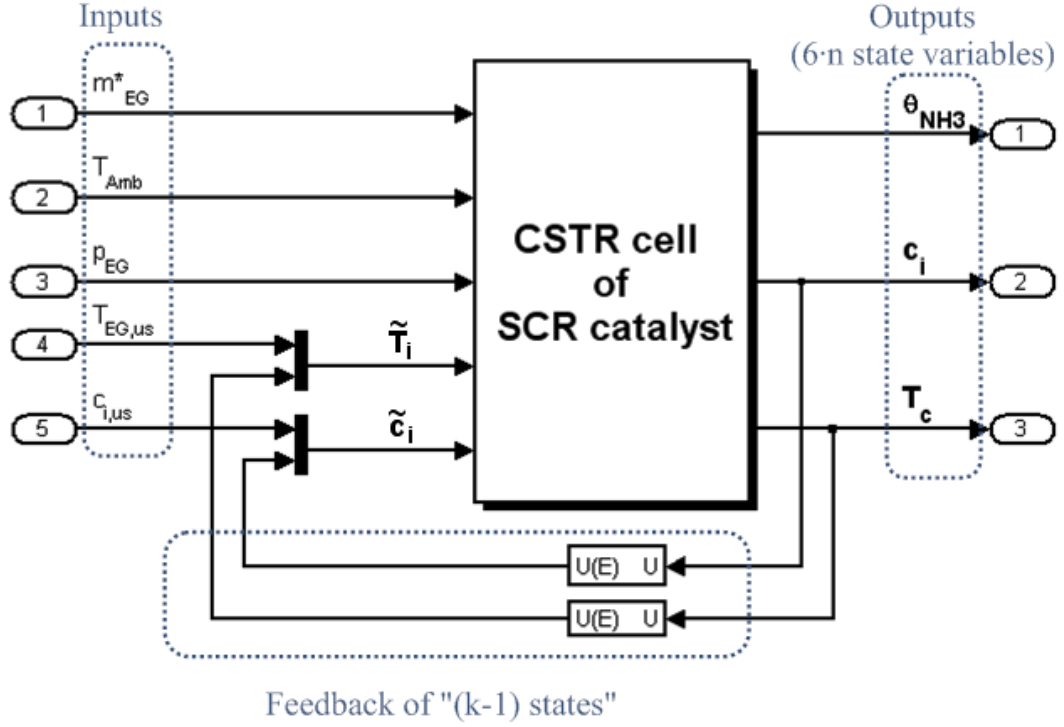 Inputs
Outputs
(6·n state variables)
m*EG
1
TAmb
2
pEG
3
TEG,us
4
ci,us
5
T̃i
c̃i
CSTR cell
of
SCR catalyst
θNH3
1
ci
2
Tc
3
U(E) U
U(E) U
Feedback of "(k-1) states"